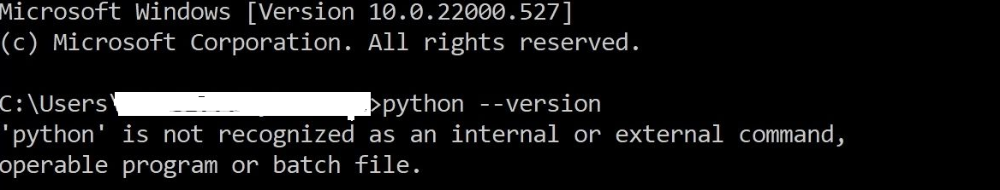 Microsoft Windows [Version 10.0.22000.527]
(c) Microsoft Corporation. All rights reserved.
C:\Users\>python --version
'python' is not recognized as an internal or external command,
operable program or batch file.